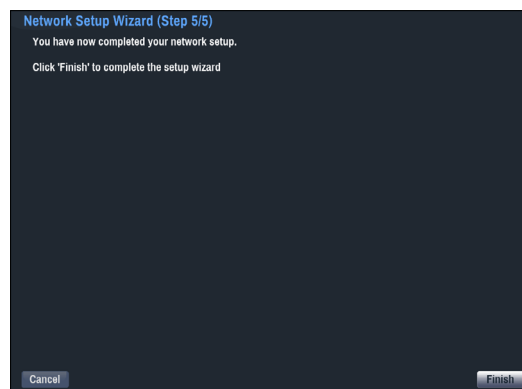 Network Setup Wizard (Step 5/5)
You have now completed your network setup.
Click 'Finish' to complete the setup wizard
Cancel
Finish